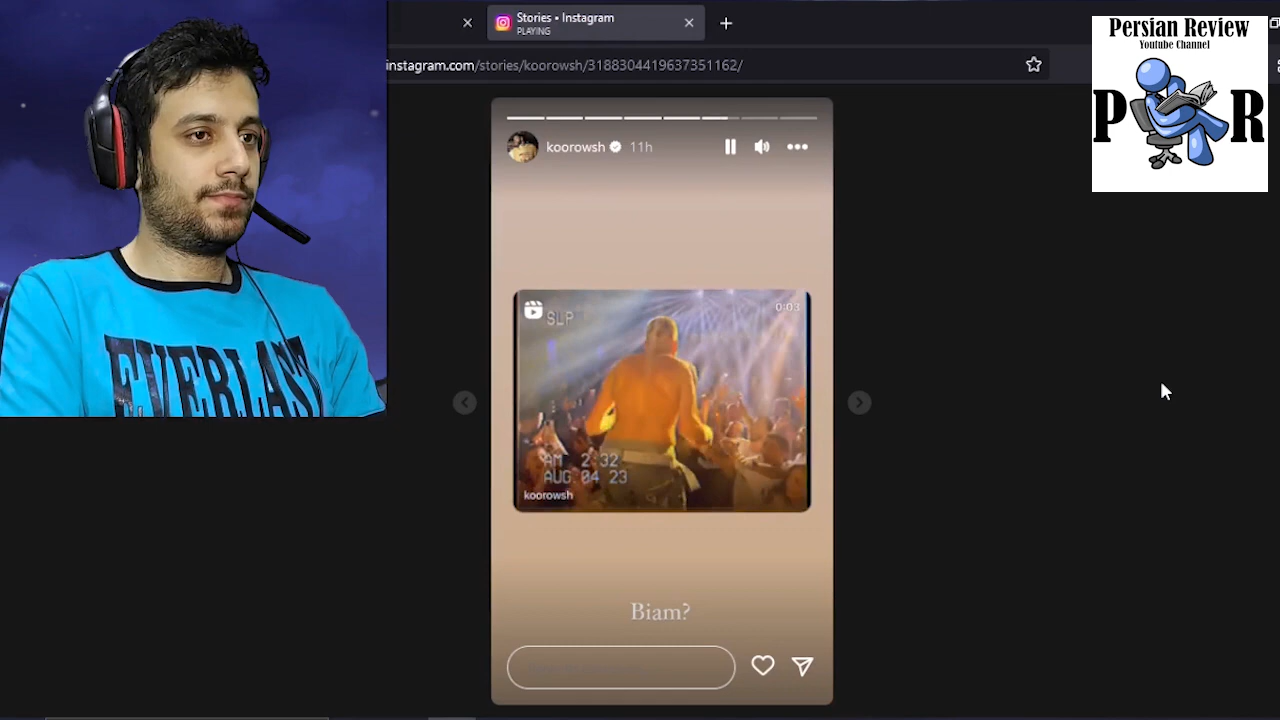 Stories • Instagram
PLAYING
instagram.com/stories/koorowsh/3188304419637351162/
Persian Review
Youtube Channel
P R
koorowsh 11h
SLP 0:03
AM 2:32
AUG.04 23
koorowsh
Biam?
EVERLAST